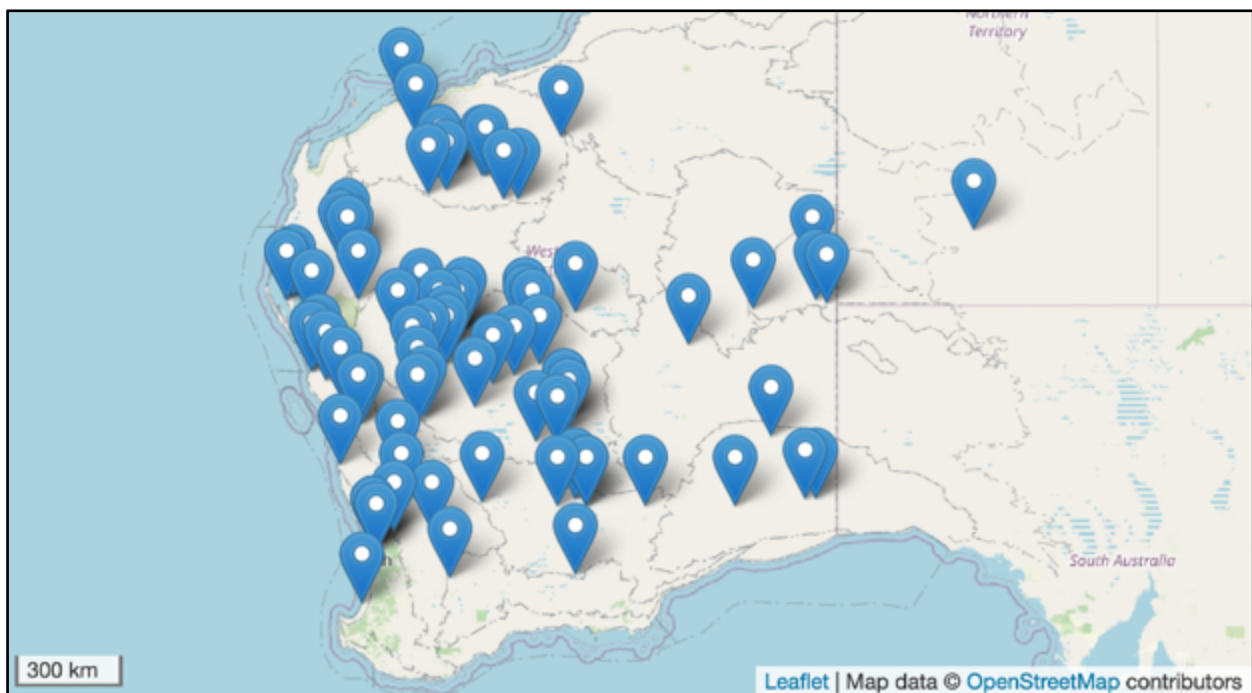 Northern
Territory
South Australia
300 km
Leaflet | Map data © OpenStreetMap contributors